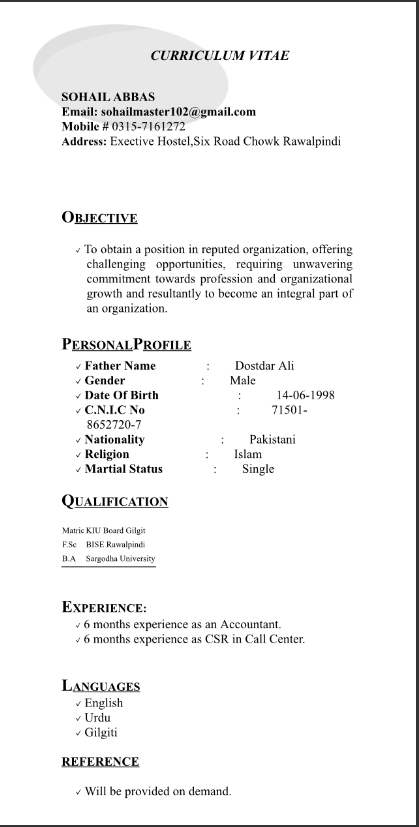 CURRICULUM VITAE
SOHAIL ABBAS
Email: sohailmaster102@gmail.com
Mobile # 0315-7161272
Address: Exective Hostel,Six Road Chowk Rawalpindi
OBJECTIVE
✓ To obtain a position in reputed organization, offering
challenging opportunities, requiring unwavering
commitment towards profession and organizational
growth and resultantly to become an integral part of
an organization.
PERSONALPROFILE
✓ Father Name : Dostdar Ali
✓ Gender : Male
✓ Date Of Birth : 14-06-1998
✓ C.N.I.C No : 71501-
8652720-7
✓ Nationality : Pakistani
✓ Religion : Islam
✓ Martial Status : Single
QUALIFICATION
Matric KIU Board Gilgit
F.Sc BISE Rawalpindi
B.A Sargodha University
EXPERIENCE:
✓ 6 months experience as an Accountant.
✓ 6 months experience as CSR in Call Center.
LANGUAGES
✓ English
✓ Urdu
✓ Gilgiti
REFERENCE
✓ Will be provided on demand.